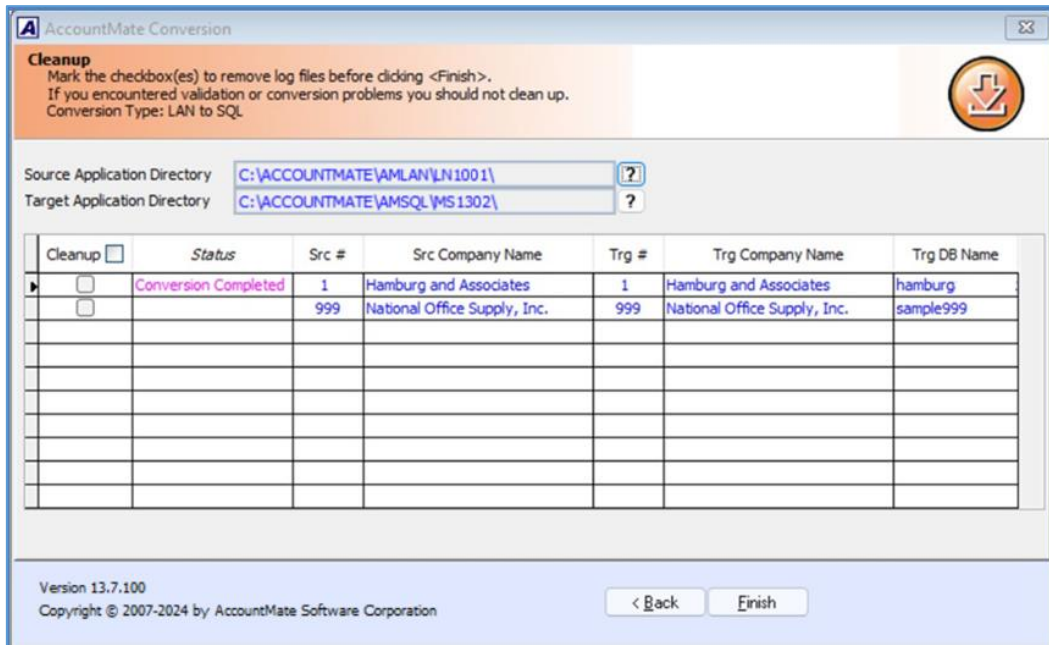 AccountMate Conversion
Cleanup
Mark the checkbox(es) to remove log files before clicking <Finish>.
If you encountered validation or conversion problems you should not clean up.
Conversion Type: LAN to SQL
Source Application Directory C:\ACCOUNTMATE\AMLAN\LN1001\ ?
Target Application Directory C:\ACCOUNTMATE\AMSQL\MS1302\ ?
Cleanup Status Src # Src Company Name Trg # Trg Company Name Trg DB Name
Conversion Completed 1 Hamburg and Associates 1 Hamburg and Associates hamburg
999 National Office Supply, Inc. 999 National Office Supply, Inc. sample999
Version 13.7.100
Copyright © 2007-2024 by AccountMate Software Corporation
< Back Finish